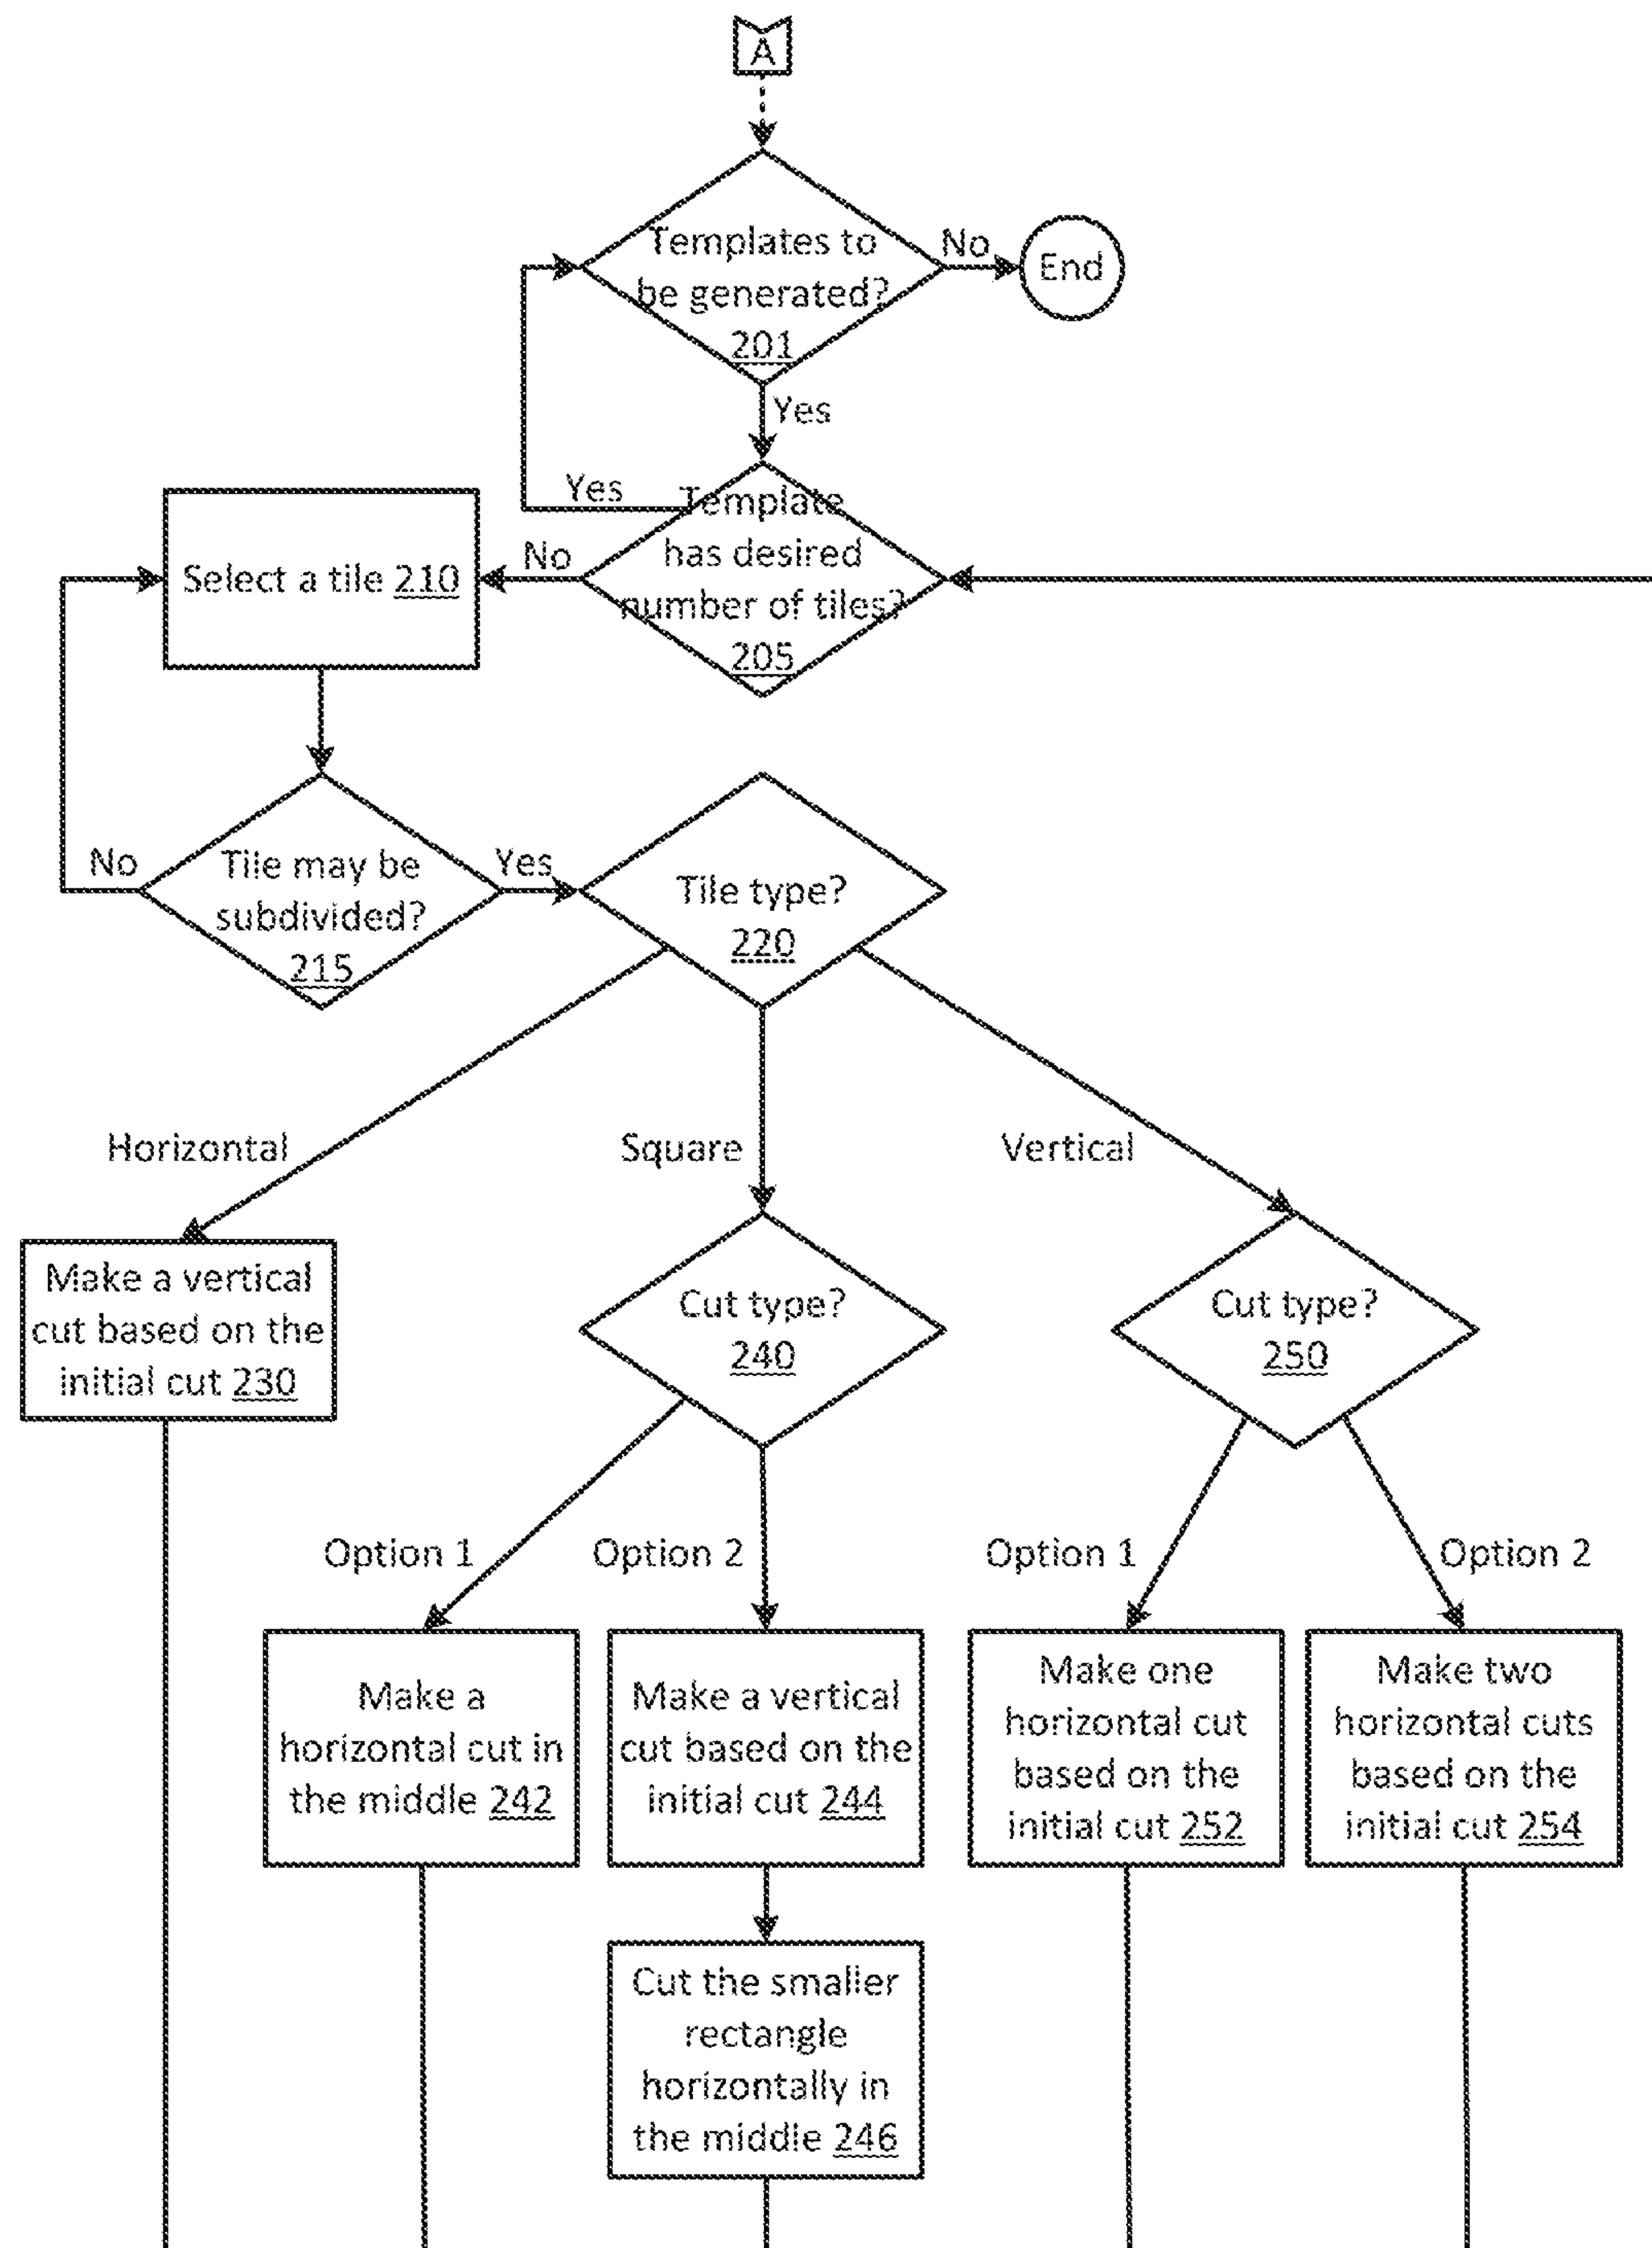 A
Templates to
be generated?
201
No
End
Yes
Yes
Template
has desired
number of tiles?
205
No
Select a tile 210
Tile may be
subdivided?
215
No
Yes
Tile type?
220
Horizontal
Square
Vertical
Make a vertical
cut based on the
initial cut 230
Cut type?
240
Cut type?
250
Option 1
Option 2
Option 1
Option 2
Make a
horizontal cut in
the middle 242
Make a vertical
cut based on the
initial cut 244
Make one
horizontal cut
based on the
initial cut 252
Make two
horizontal cuts
based on the
initial cut 254
Cut the smaller
rectangle
horizontally in
the middle 246